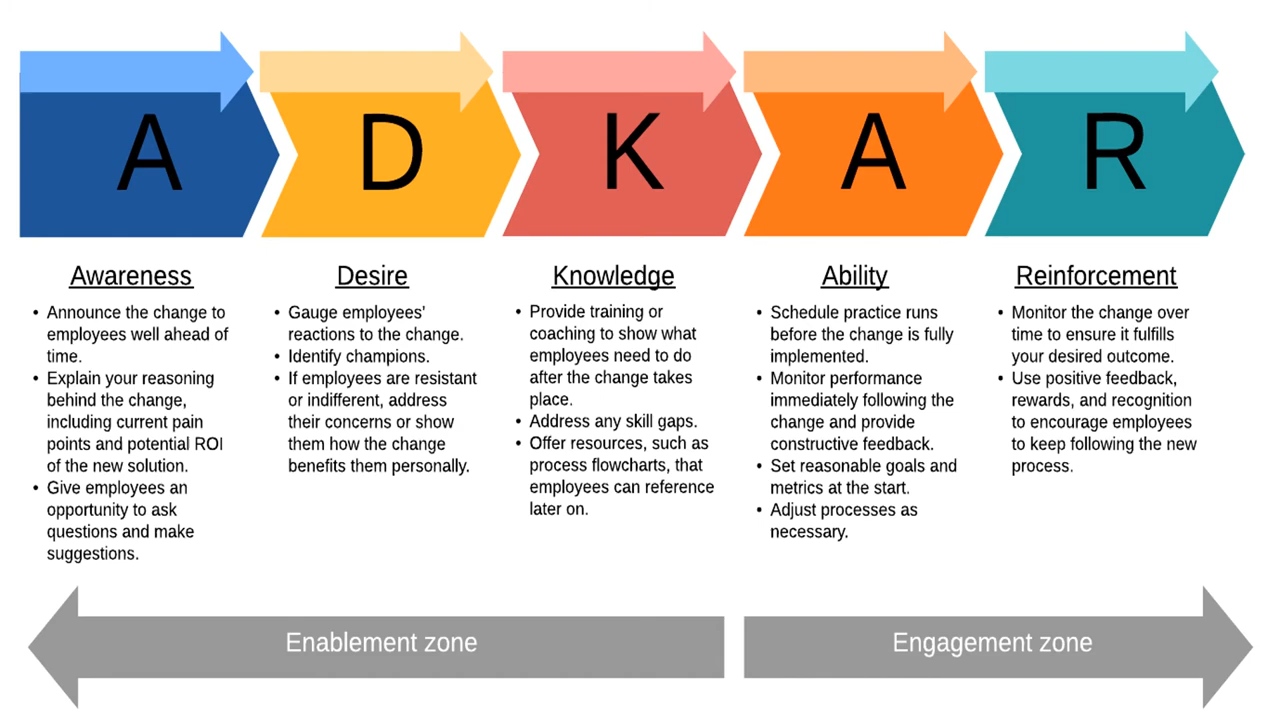 A
D
K
A
R
Awareness
• Announce the change to
employees well ahead of
time.
• Explain your reasoning
behind the change,
including current pain
points and potential ROI
of the new solution.
• Give employees an
opportunity to ask
questions and make
suggestions.
Desire
• Gauge employees'
reactions to the change.
• Identify champions.
• If employees are resistant
or indifferent, address
their concerns or show
them how the change
benefits them personally.
Knowledge
• Provide training or
coaching to show what
employees need to do
after the change takes
place.
• Address any skill gaps.
• Offer resources, such as
process flowcharts, that
employees can reference
later on.
Ability
• Schedule practice runs
before the change is fully
implemented.
• Monitor performance
immediately following the
change and provide
constructive feedback.
• Set reasonable goals and
metrics at the start.
• Adjust processes as
necessary.
Reinforcement
• Monitor the change over
time to ensure it fulfills
your desired outcome.
• Use positive feedback,
rewards, and recognition
to encourage employees
to keep following the new
process.
Enablement zone
Engagement zone